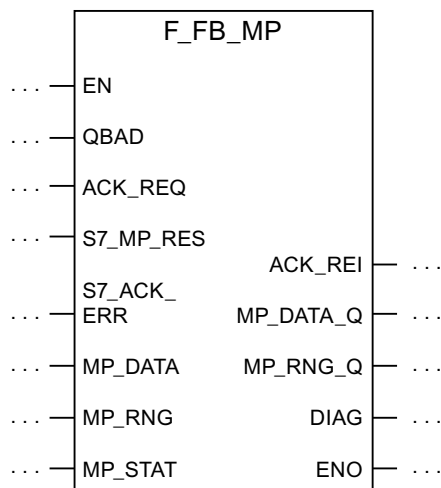 F_FB_MP
... EN
... QBAD
... ACK_REQ
... S7_MP_RES
ACK_REI ...
S7_ACK_
... ERR MP_DATA_Q ...
... MP_DATA MP_RNG_Q ...
... MP_RNG DIAG ...
... MP_STAT ENO ...